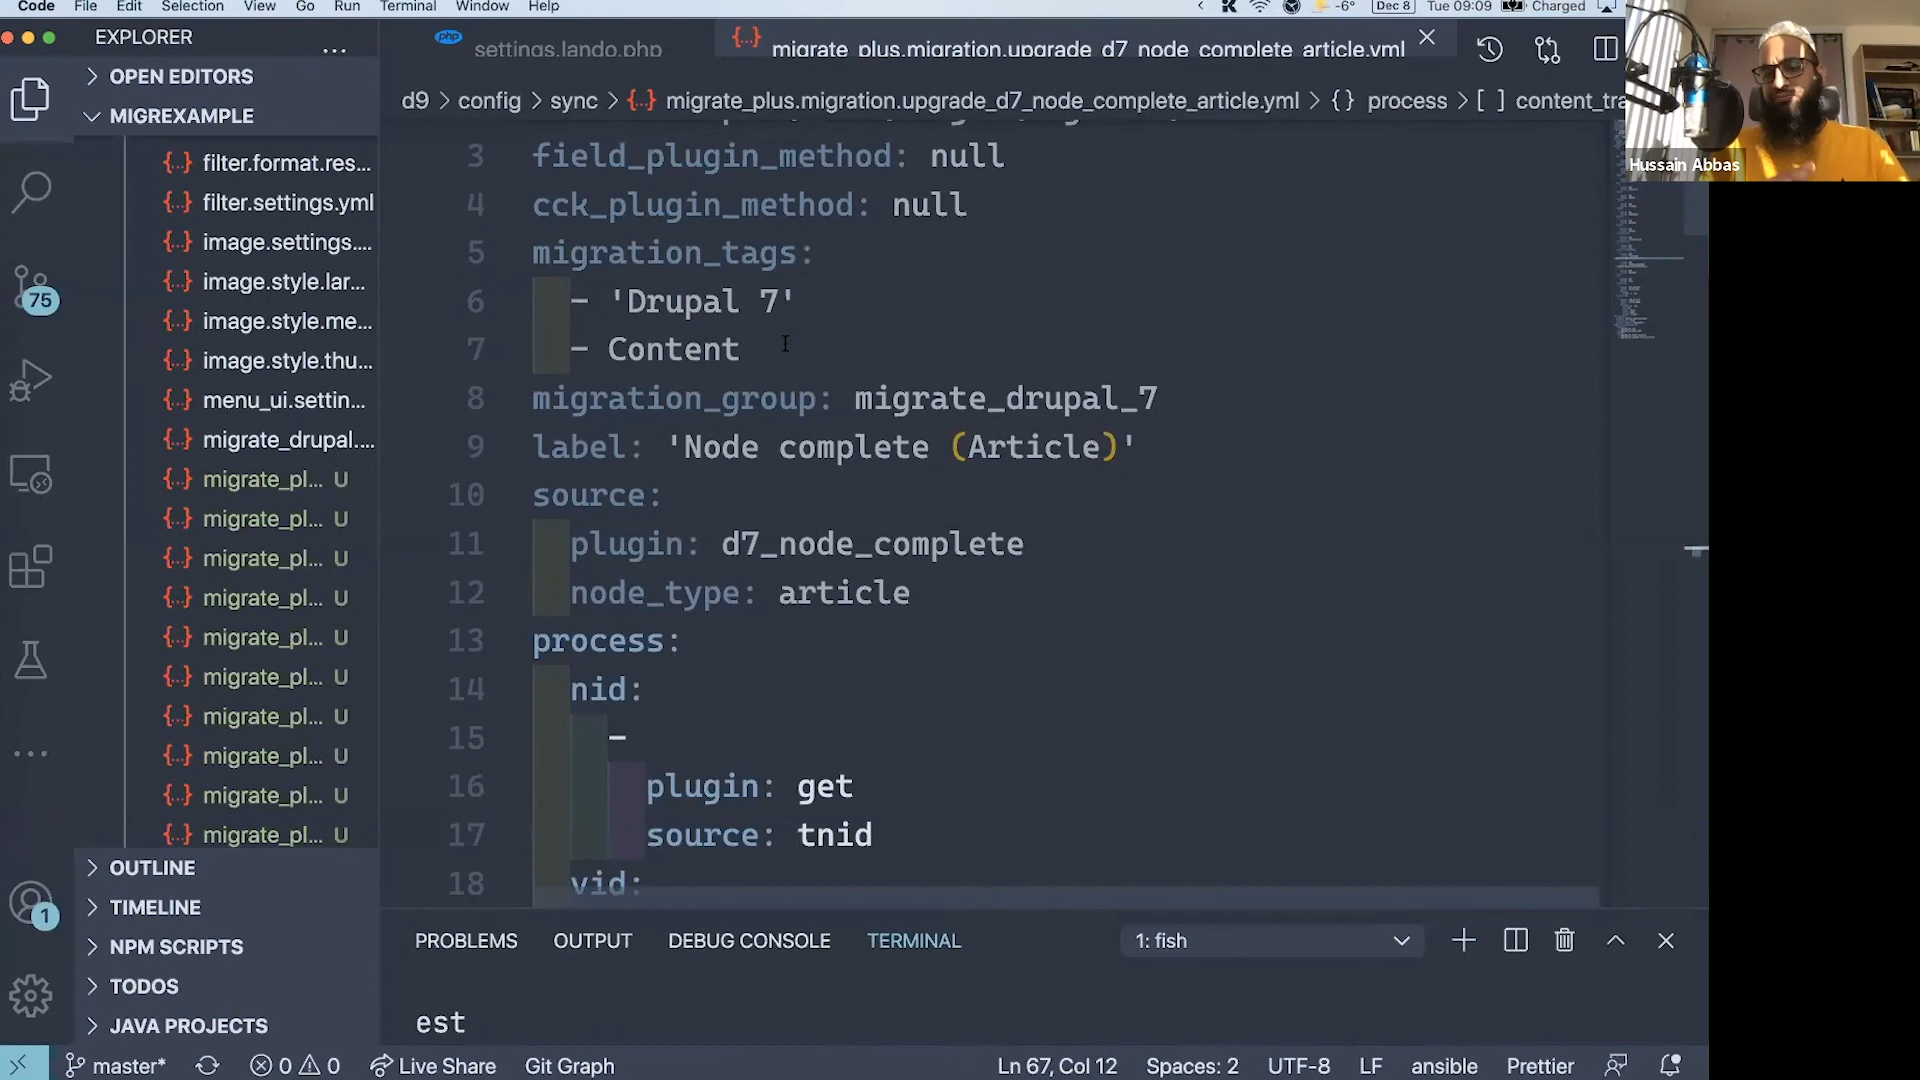 Code File Edit Selection View Go Run Terminal Window Help
-6° Dec 8 Tue 09:09 Charged
EXPLORER
...
settings.lando.php
migrate_plus.migration.upgrade_d7_node_complete_article.yml
OPEN EDITORS
MIGREXAMPLE
d9 > config > sync > {..} migrate_plus.migration.upgrade_d7_node_complete_article.yml > {} process > [ ] content_tra
Hussain Abbas
filter.format.res...
filter.settings.yml
image.settings....
image.style.lar...
image.style.me...
image.style.thu...
menu_ui.settin...
migrate_drupal....
migrate_pl... U
migrate_pl... U
migrate_pl... U
migrate_pl... U
migrate_pl... U
migrate_pl... U
migrate_pl... U
migrate_pl... U
migrate_pl... U
migrate_pl... U
75
1
3 field_plugin_method: null
4 cck_plugin_method: null
5 migration_tags:
6 - 'Drupal 7'
7 - Content
8 migration_group: migrate_drupal_7
9 label: 'Node complete (Article)'
10 source:
11 plugin: d7_node_complete
12 node_type: article
13 process:
14 nid:
15 -
16 plugin: get
17 source: tnid
18 vid:
OUTLINE
TIMELINE
NPM SCRIPTS
TODOS
JAVA PROJECTS
PROBLEMS OUTPUT DEBUG CONSOLE TERMINAL 1: fish
est
master* 0 0 Live Share Git Graph Ln 67, Col 12 Spaces: 2 UTF-8 LF ansible Prettier